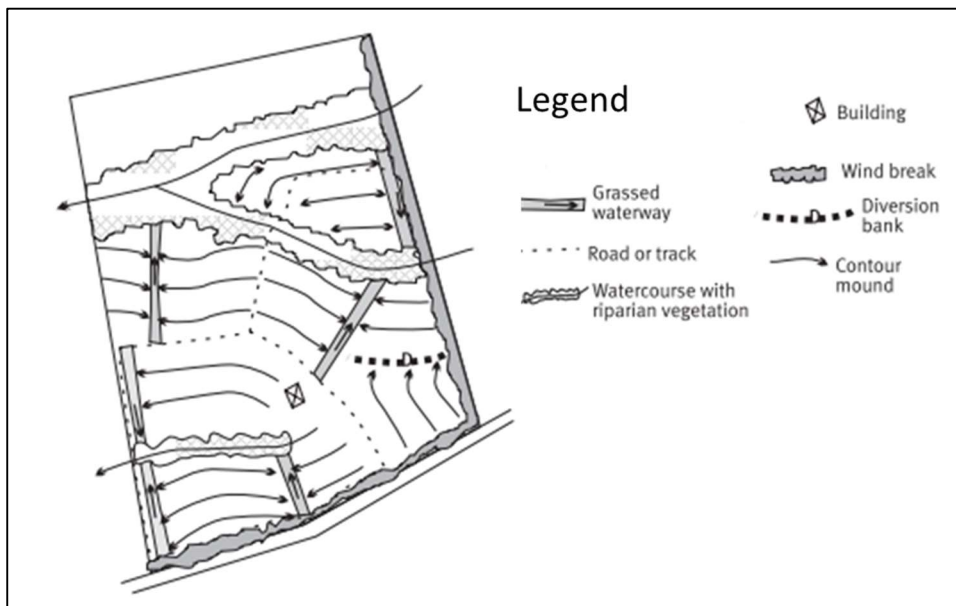 Legend
Grassed
waterway
Road or track
Watercourse with
riparian vegetation
Building
Wind break
D
Diversion
bank
Contour
mound
D